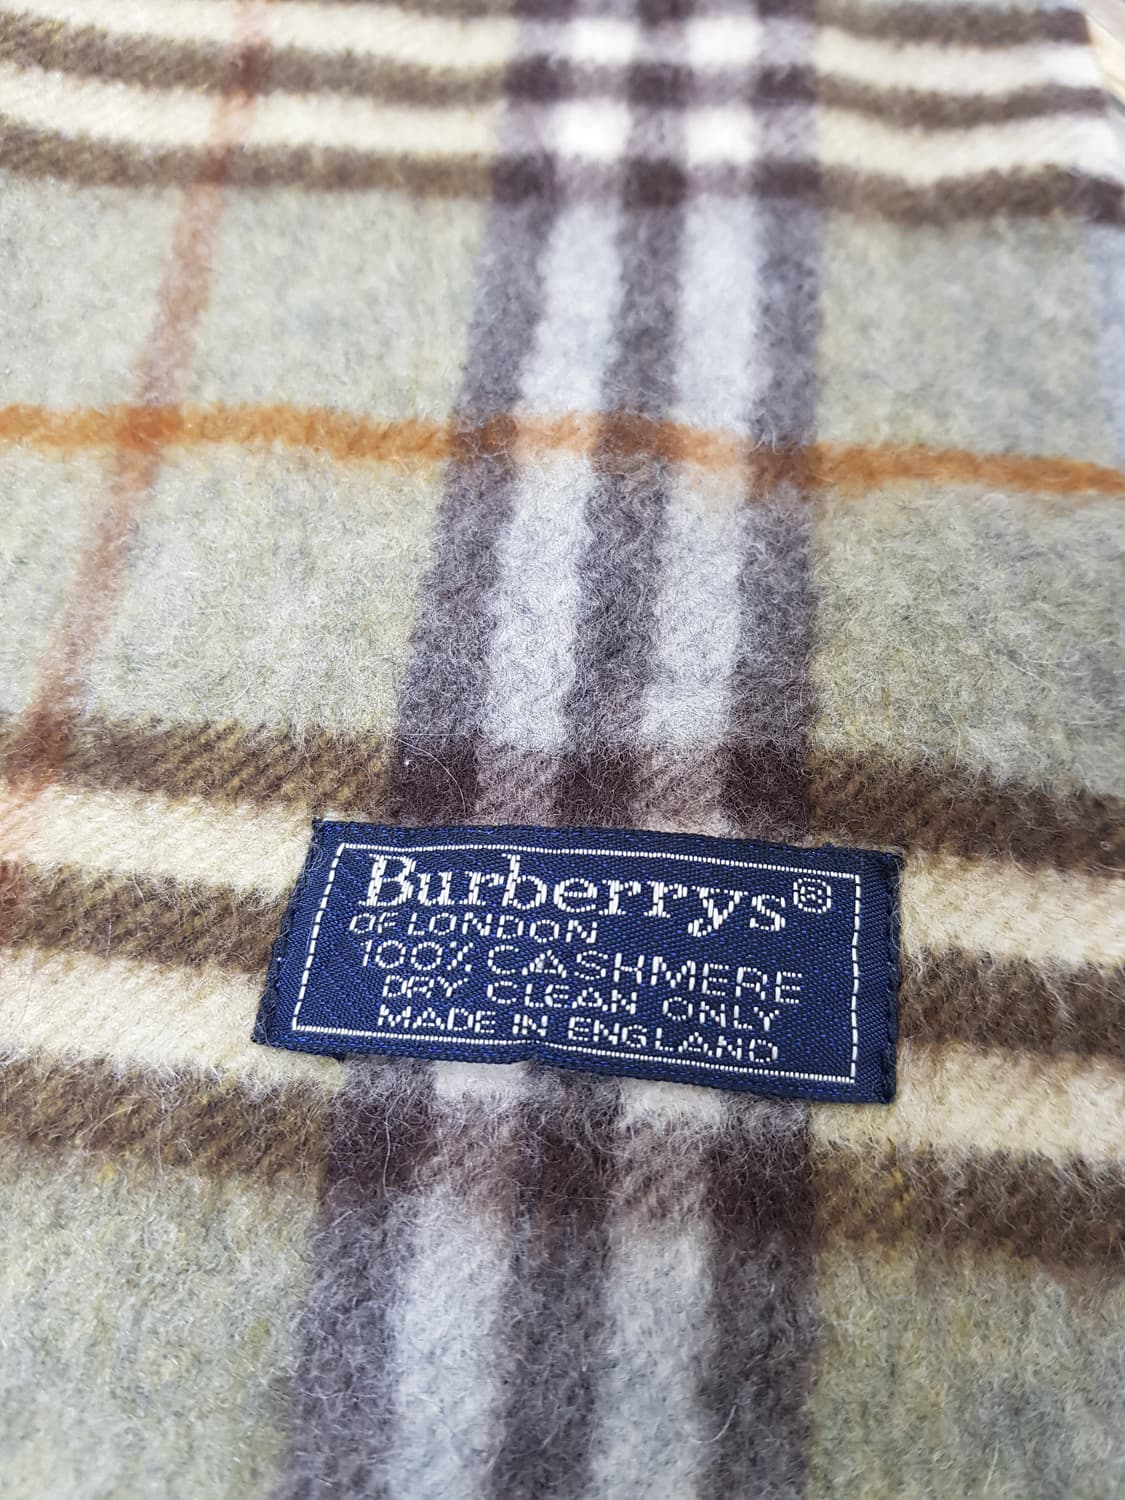 Burberrys®
OF LONDON
100% CASHMERE
DRY CLEAN ONLY
MADE IN ENGLAND